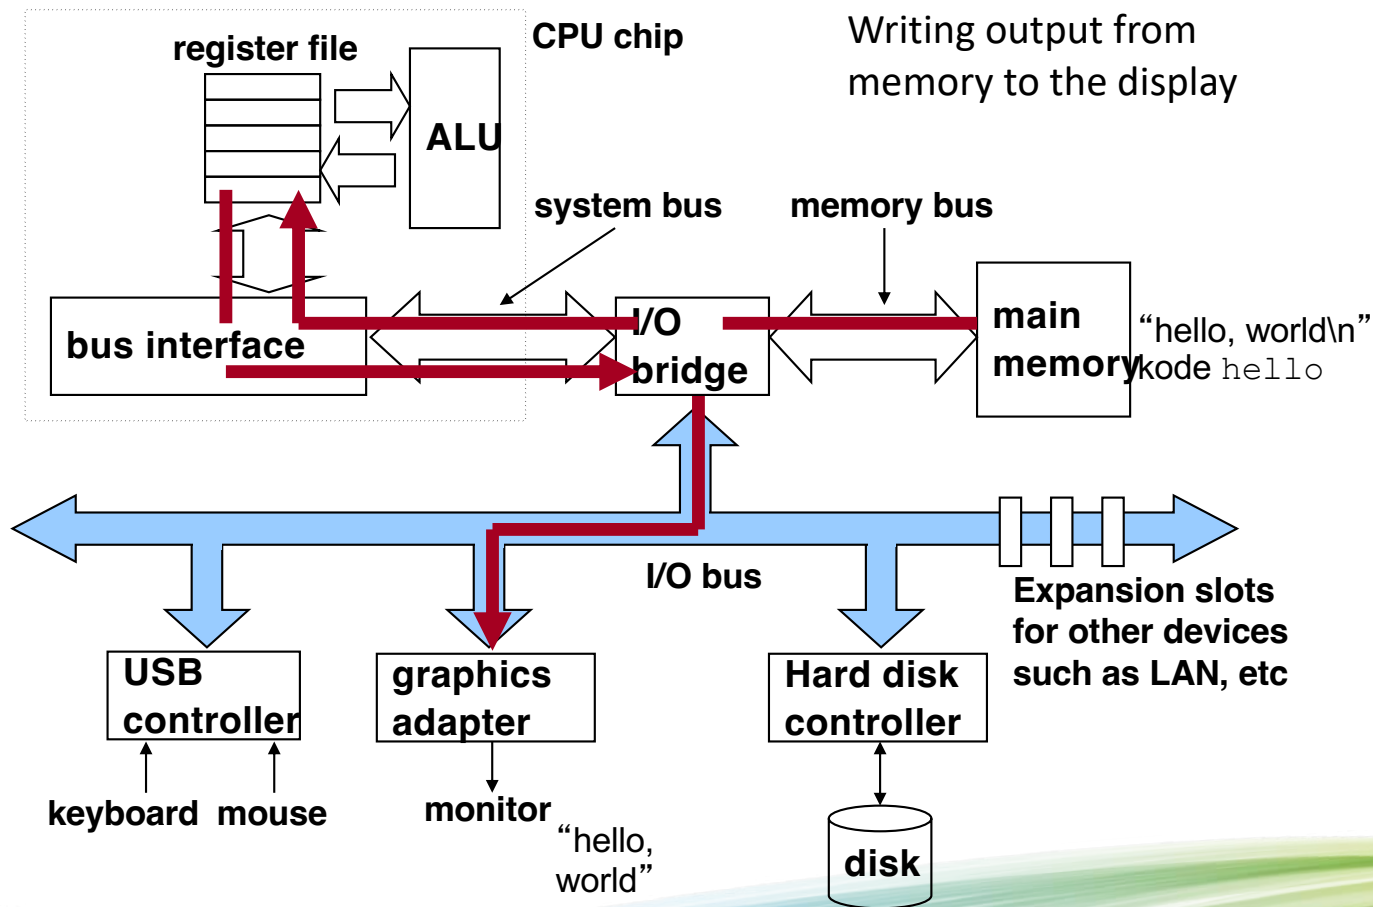 Writing output from
memory to the display
CPU chip
register file
ALU
system bus
memory bus
bus interface
I/O
bridge
main
memory
“hello, world\n”
kode hello
I/O bus
Expansion slots
for other devices
such as LAN, etc
USB
controller
graphics
adapter
Hard disk
controller
keyboard
mouse
monitor
“hello,
world”
disk